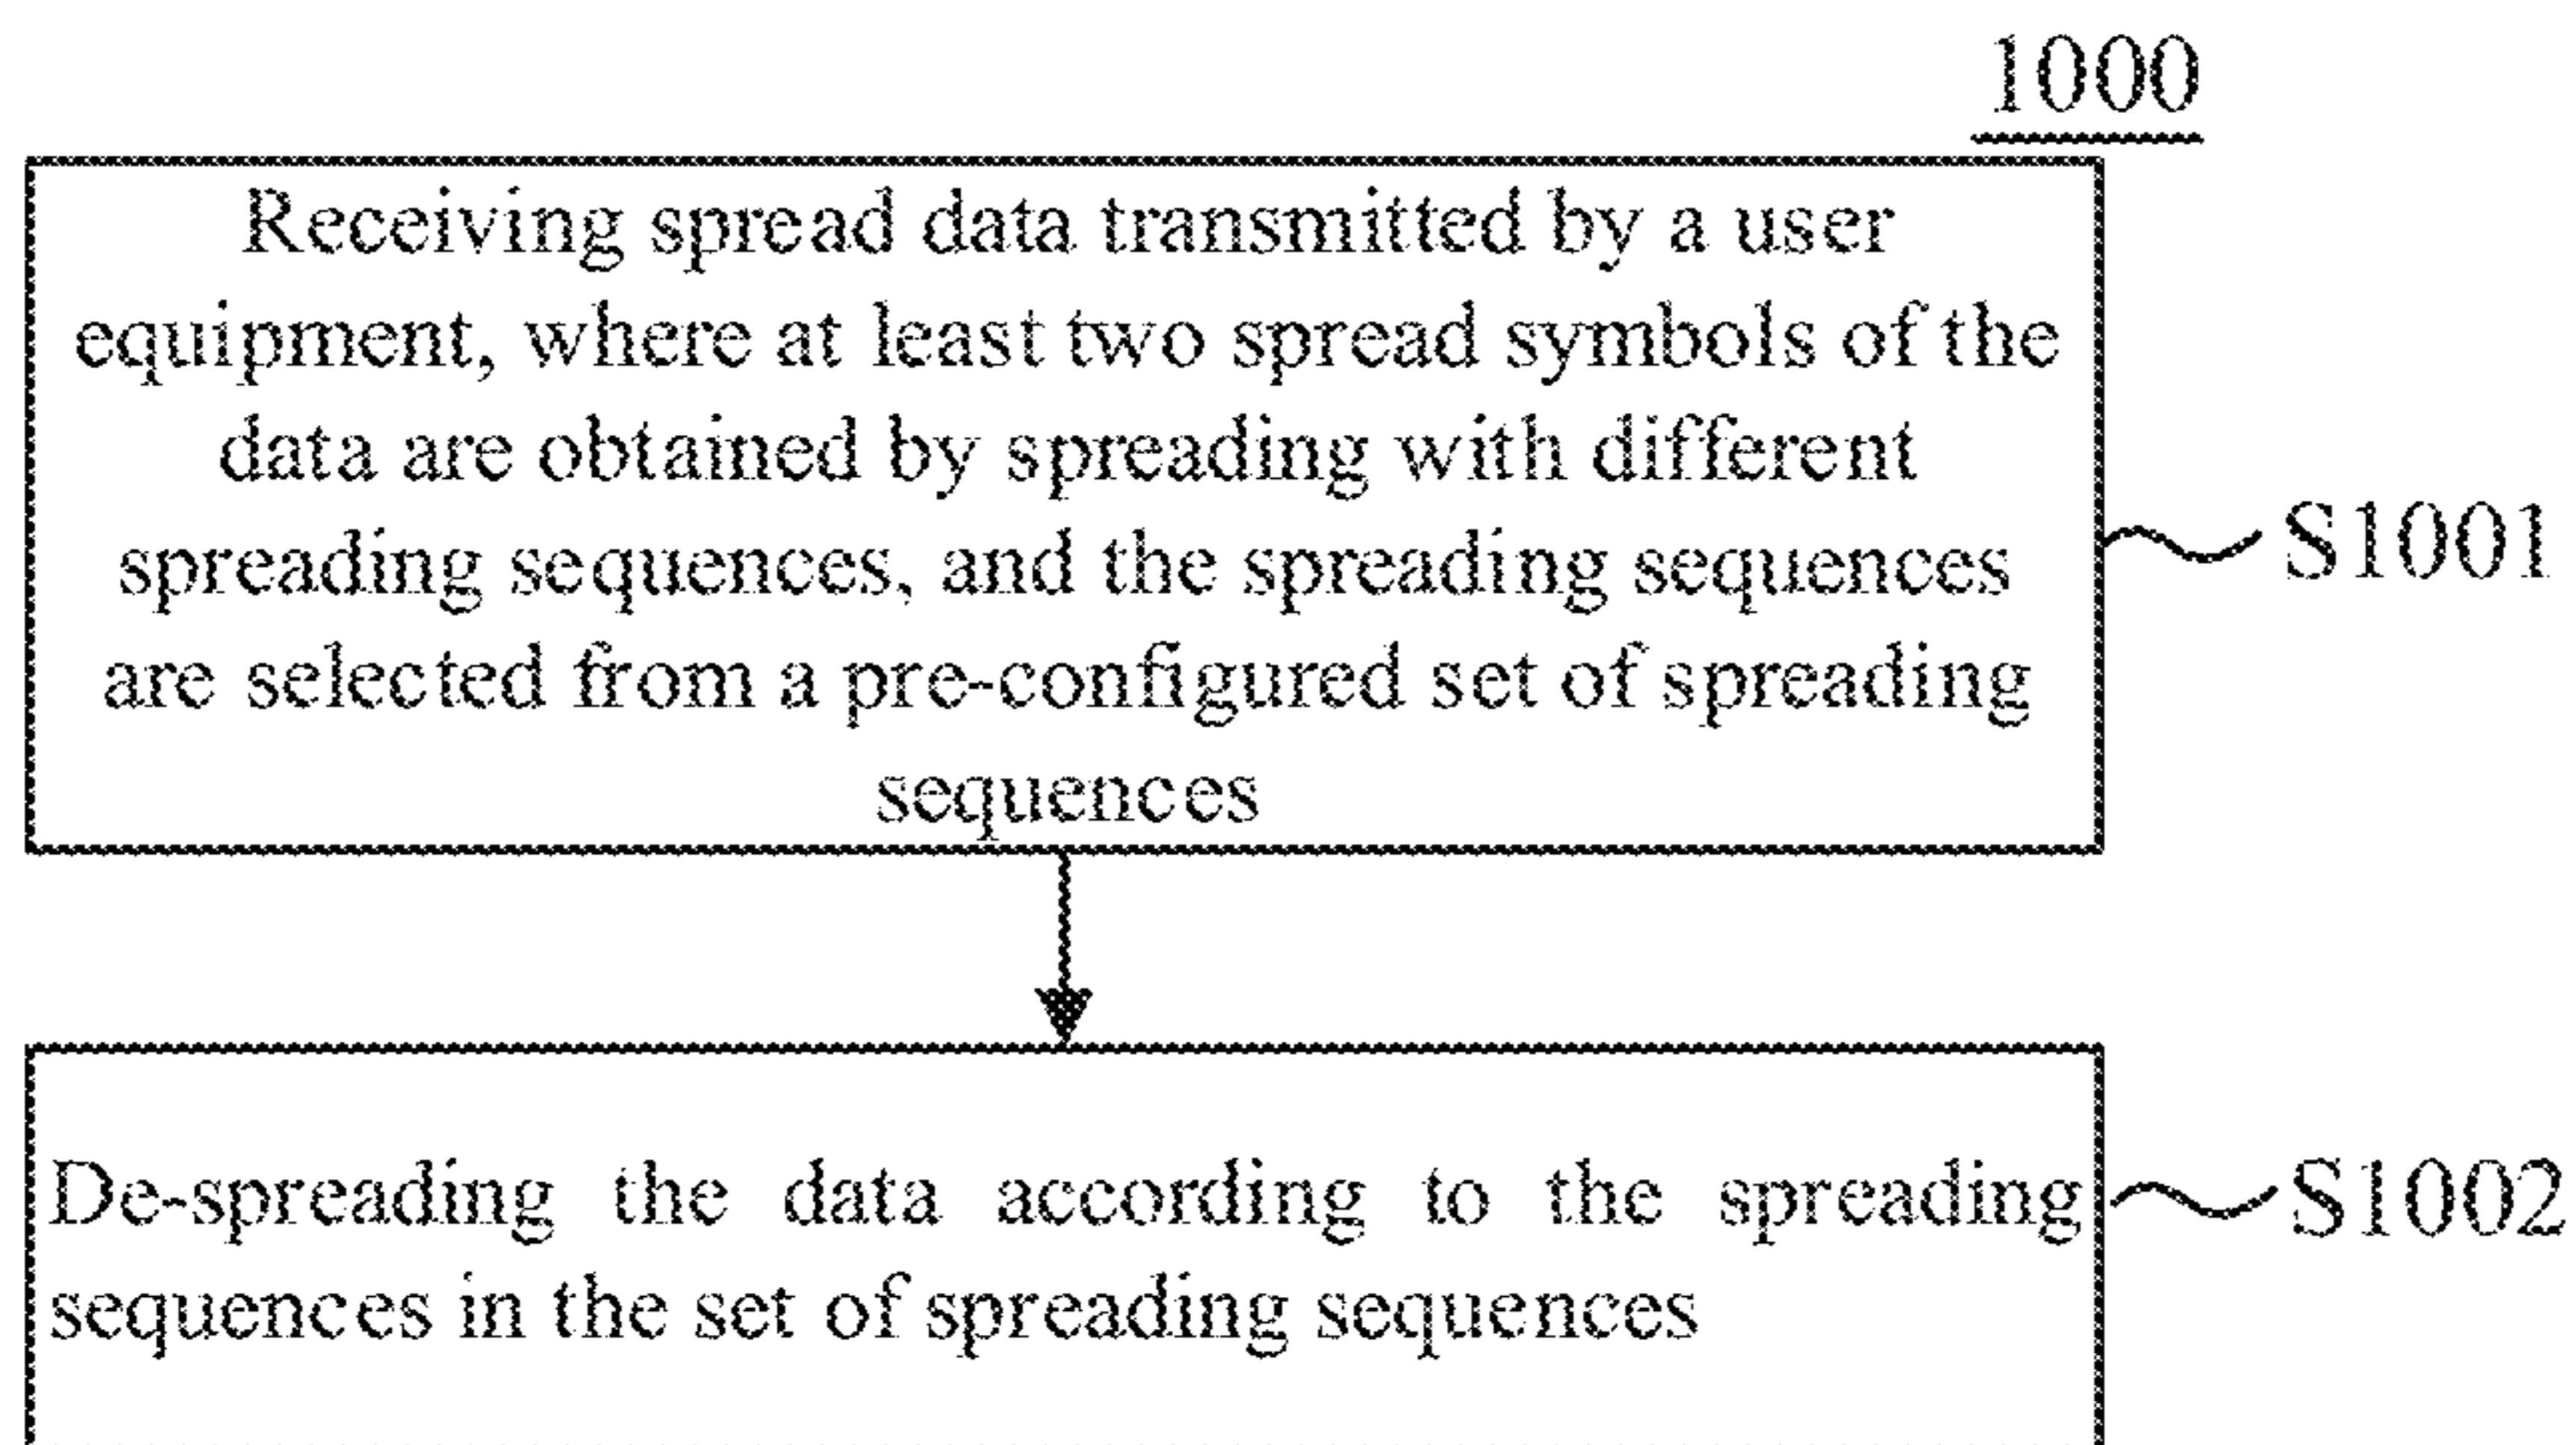 1000
Receiving spread data transmitted by a user
equipment, where at least two spread symbols of the
data are obtained by spreading with different
spreading sequences, and the spreading sequences
are selected from a pre-configured set of spreading
sequences
S1001
De-spreading the data according to the spreading
sequences in the set of spreading sequences
S1002